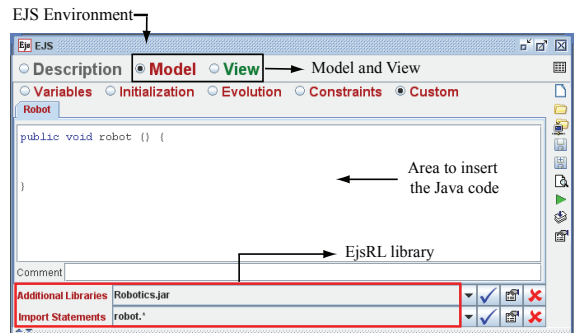 EJS Environment
Ejs EJS
Description Model View Model and View
Variables Initialization Evolution Constraints Custom
Robot
public void robot () {
Area to insert
the Java code
}
EjsRL library
Comment
Additional Libraries Robotics.jar
Import Statements robot.*